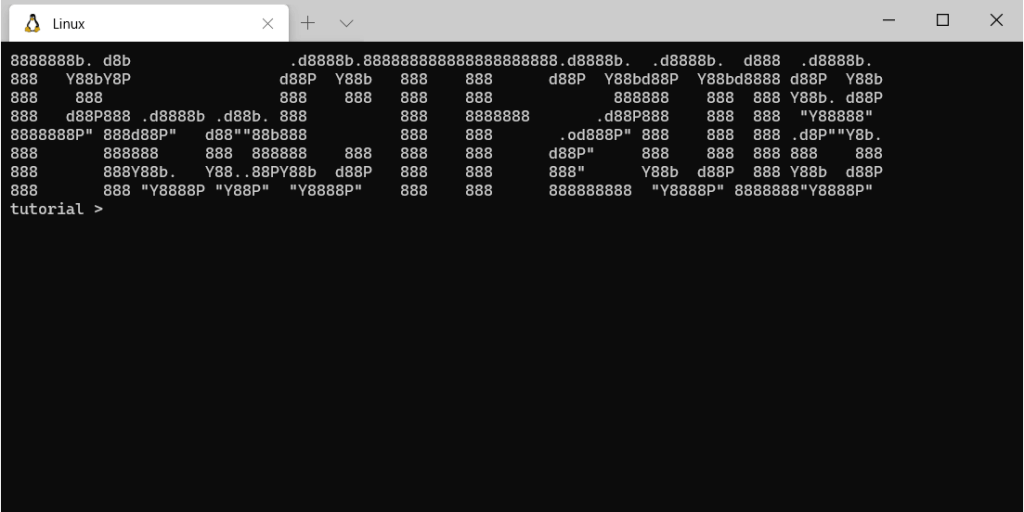 Linux
8888888b. d8b                 .d8888b.888888888888888888888.d8888b.  .d8888b.  d888  .d8888b.
888   Y88bY8P                d88P  Y88b   888    888      d88P  Y88bd88P  Y88bd8888 d88P  Y88b
888    888                   888    888   888    888             888888    888  888 Y88b. d88P
888   d88P888 .d8888b .d88b. 888          888    8888888       .d88P888    888  888  "Y88888"
8888888P" 888d88P"   d88""88b888          888    888       .od888P" 888    888  888 .d8P""Y8b.
888       888888     888  888888    888   888    888      d88P"     888    888  888 888    888
888       888Y88b.   Y88..88PY88b  d88P   888    888      888"      Y88b  d88P  888 Y88b  d88P
888       888 "Y8888P "Y88P"  "Y8888P"    888    888      888888888  "Y8888P" 8888888"Y8888P"
tutorial >